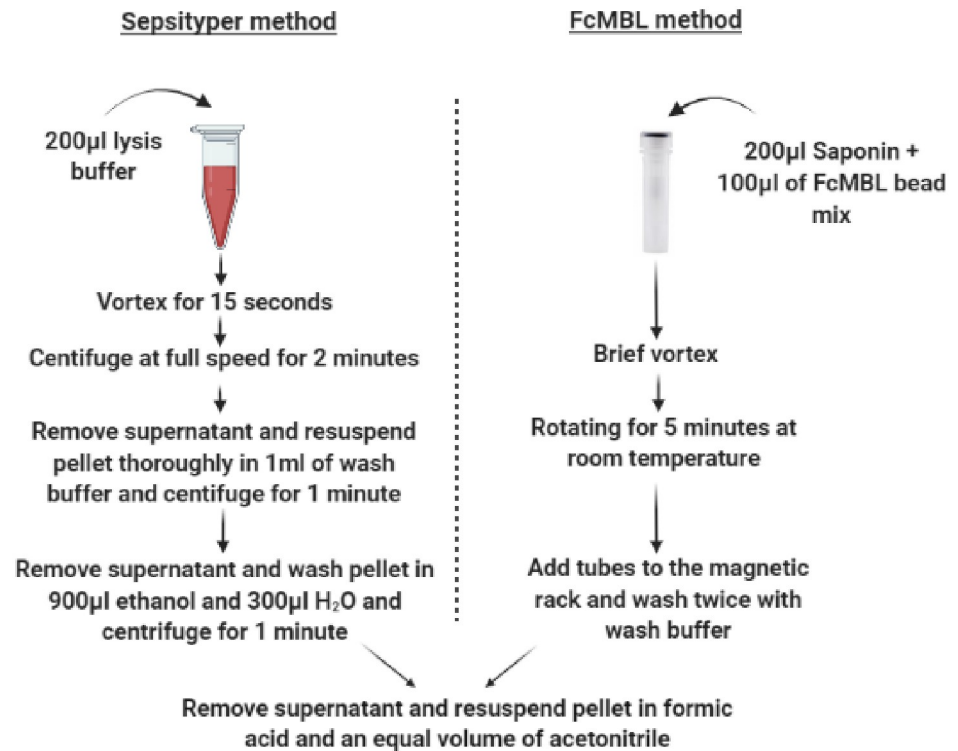 Sepsityper method
200µl lysis
buffer
Vortex for 15 seconds
Centifuge at full speed for 2 minutes
Remove supernatant and resuspend
pellet thoroughly in 1ml of wash
buffer and centifuge for 1 minute
Remove supernatant and wash pellet in
900µl ethanol and 300µl H₂O and
centrifuge for 1 minute
FcMBL method
200µl Saponin +
100µl of FcMBL bead
mix
Brief vortex
Rotating for 5 minutes at
room temperature
Add tubes to the magnetic
rack and wash twice with
wash buffer
Remove supernatant and resuspend pellet in formic
acid and an equal volume of acetonitrile